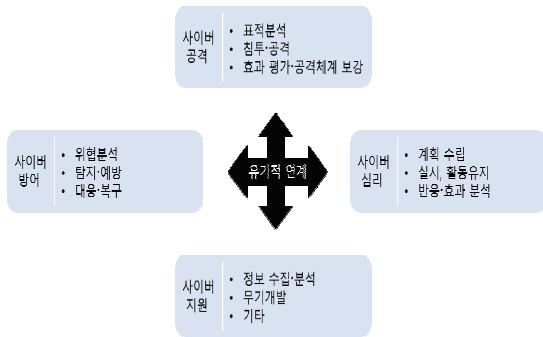 사이버
공격
• 표적분석
• 침투·공격
• 효과 평가·공격체계 보강
사이버
방어
• 위협분석
• 탐지·예방
• 대응·복구
유기적 연계
사이버
심리
• 계획 수립
• 실시, 활동유지
• 반응·효과 분석
사이버
지원
• 정보 수집·분석
• 무기개발
• 기타